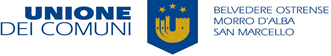 UNIONE
DEI COMUNI
BELVEDERE OSTRENSE
MORRO D'ALBA
SAN MARCELLO